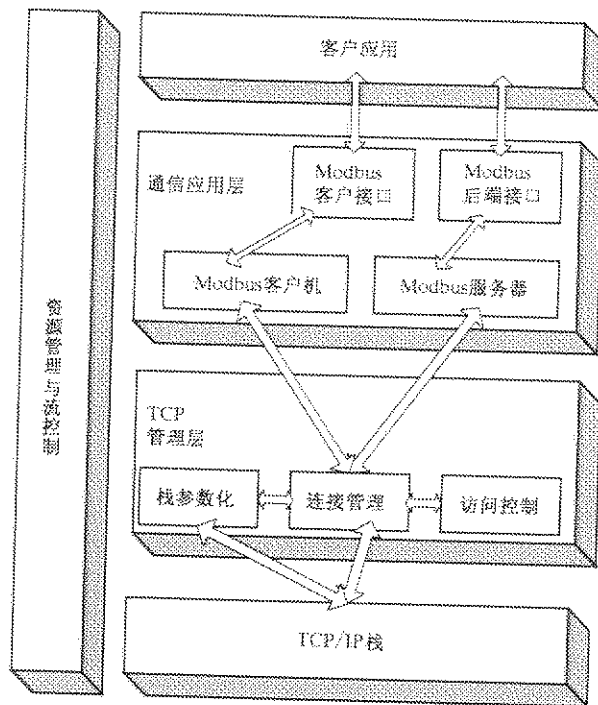 客户应用
通信应用层
Modbus
客户接口
Modbus
后端接口
Modbus客户机
Modbus服务器
资源管理与流控制
TCP
管理层
栈参数化
连接管理
访问控制
TCP/IP栈